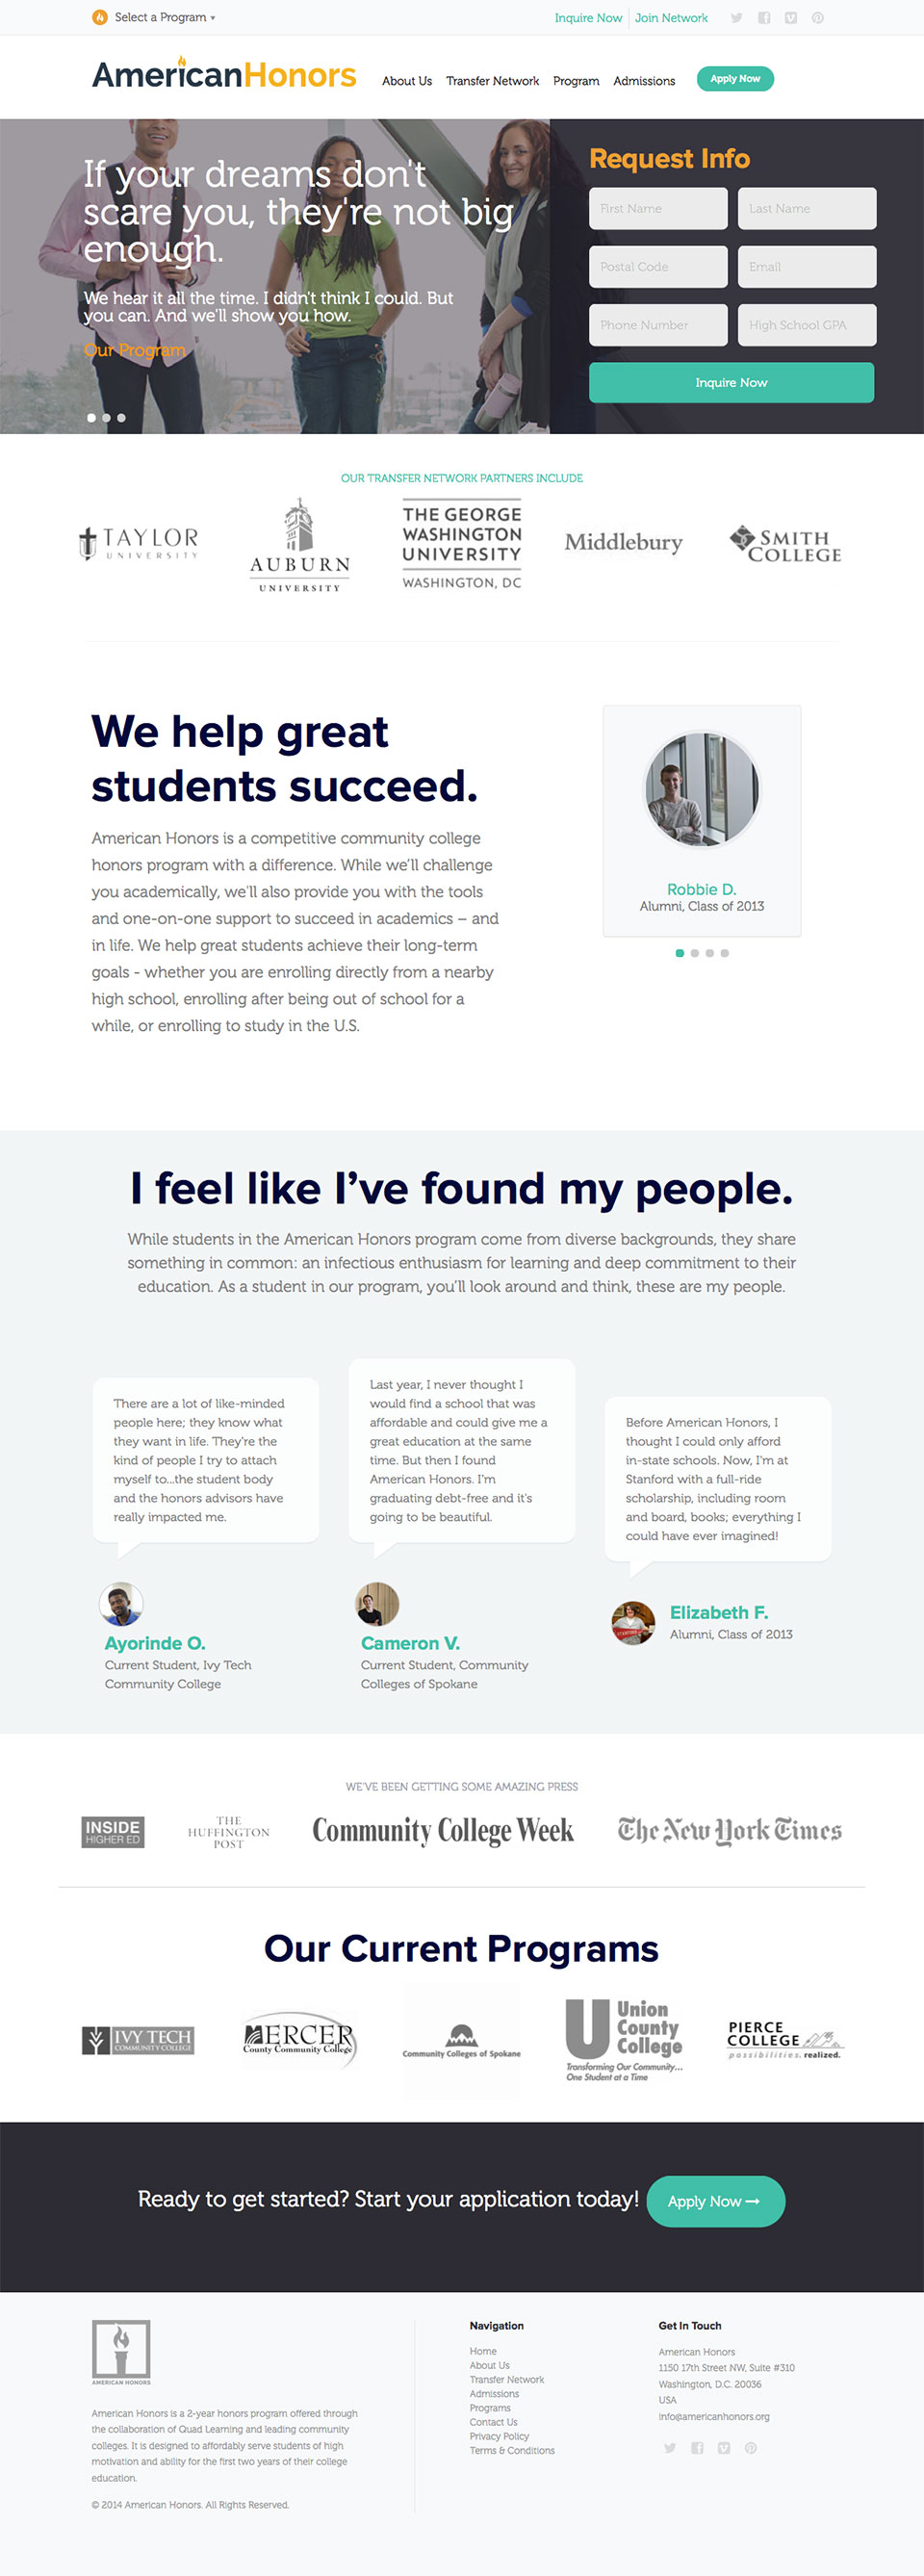 Select a Program
Inquire Now
Join Network
AmericanHonors
About Us
Transfer Network
Program
Admissions
Apply Now
If your dreams don't
scare you, they're not big
enough.
We hear it all the time. I didn't think I could. But
you can. And we'll show you how.
Our Program
Request Info
First Name
Last Name
Postal Code
Email
Phone Number
High School GPA
Inquire Now
OUR TRANSFER NETWORK PARTNERS INCLUDE
TAYLOR
UNIVERSITY
AUBURN
UNIVERSITY
THE GEORGE
WASHINGTON
UNIVERSITY
WASHINGTON, DC
Middlebury
SMITH
COLLEGE
We help great
students succeed.
American Honors is a competitive community college
honors program with a difference. While we'll challenge
you academically, we'll also provide you with the tools
and one-on-one support to succeed in academics – and
in life. We help great students achieve their long-term
goals - whether you are enrolling directly from a nearby
high school, enrolling after being out of school for a
while, or enrolling to study in the U.S.
Robbie D.
Alumni, Class of 2013
I feel like I’ve found my people.
While students in the American Honors program come from diverse backgrounds, they share
something in common: an infectious enthusiasm for learning and deep commitment to their
education. As a student in our program, you’ll look around and think, these are my people.
There are a lot of like-minded
people here; they know what
they want in life. They're the
kind of people I try to attach
myself to...the student body
and the honors advisors have
really impacted me.
Ayorinde O.
Current Student, Ivy Tech
Community College
Last year, I never thought I
would find a school that was
affordable and could give me a
great education at the same
time. But then I found
American Honors. I'm
graduating debt-free and it's
going to be beautiful.
Cameron V.
Current Student, Community
Colleges of Spokane
Before American Honors, I
thought I could only afford
in-state schools. Now, I'm at
Stanford with a full-ride
scholarship, including room
and board, books; everything I
could have ever imagined!
Elizabeth F.
Alumni, Class of 2013
WE'VE BEEN GETTING SOME AMAZING PRESS
INSIDE
HIGHER ED
THE
HUFFINGTON
POST
Community College Week
The New York Times
Our Current Programs
IVY TECH
COMMUNITY COLLEGE
MERCER
County Community College
Community Colleges of Spokane
Union
County
College
Transforming Our Community...
One Student at a Time
PIERCE
COLLEGE
possibilities. realized.
Ready to get started? Start your application today!
Apply Now
AMERICAN HONORS
American Honors is a 2-year honors program offered through
the collaboration of Quad Learning and leading community
colleges. It is designed to affordably serve students of high
motivation and ability for the first two years of their college
education.
© 2014 American Honors. All Rights Reserved.
Navigation
Home
About Us
Transfer Network
Admissions
Programs
Contact Us
Privacy Policy
Terms & Conditions
Get In Touch
American Honors
1150 17th Street NW, Suite #310
Washington, D.C. 20036
USA
info@americanhonors.org